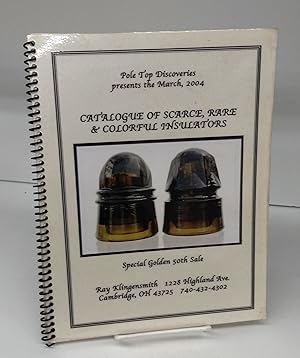 Pole Top Discoveries
presents the March, 2004
CATALOGUE OF SCARCE, RARE
& COLORFUL INSULATORS
Special Golden 50th Sale
Ray Klingensmith 1228 Highland Ave.
Cambridge, OH 43725 740-432-4302